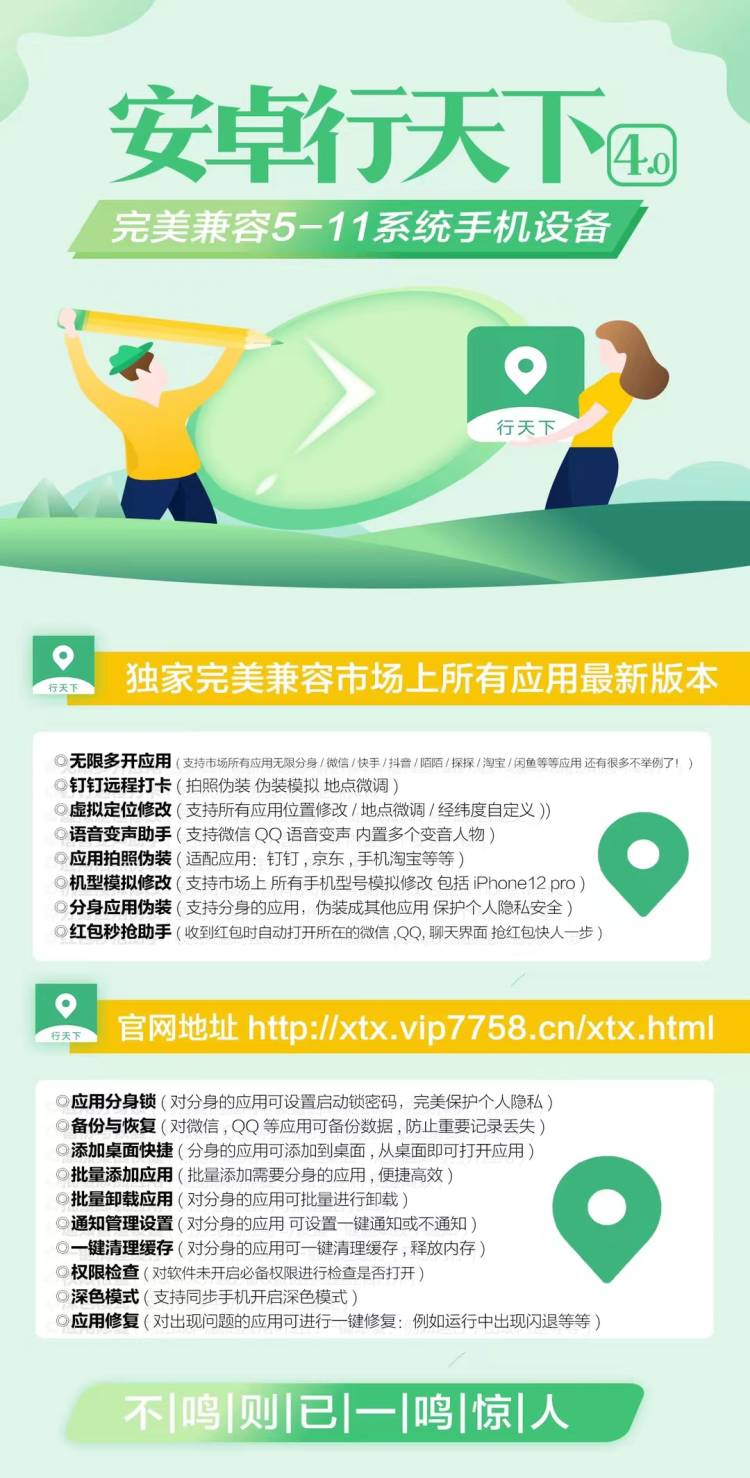 安卓行天下4.0
完美兼容5-11系统手机设备
行天下
行天下
独家完美兼容市场上所有应用最新版本
◎无限多开应用 ( 支持市场所有应用无限分身 / 微信 / 快手 / 抖音 / 陌陌 / 探探 / 淘宝 / 闲鱼等等应用 还有很多不举例了! )
◎钉钉远程打卡 ( 拍照伪装 伪装模拟 地点微调 )
◎虚拟定位修改 ( 支持所有应用位置修改 / 地点微调 / 经纬度自定义 ))
◎语音变声助手 ( 支持微信 QQ 语音变声 内置多个变音人物 )
◎应用拍照伪装 ( 适配应用: 钉钉 , 京东 , 手机淘宝等等 )
◎机型模拟修改 ( 支持市场上 所有手机型号模拟修改 包括 iPhone12 pro )
◎分身应用伪装 ( 支持分身的应用, 伪装成其他应用 保护个人隐私安全 )
◎红包秒抢助手 ( 收到红包时自动打开所在的微信 ,QQ, 聊天界面 抢红包快人一步 )
行天下
官网地址 http://xtx.vip7758.cn/xtx.html
◎应用分身锁 ( 对分身的应用可设置启动锁密码, 完美保护个人隐私 )
◎备份与恢复 ( 对微信 , QQ 等应用可备份数据 , 防止重要记录丢失 )
◎添加桌面快捷 ( 分身的应用可添加到桌面 , 从桌面即可打开应用 )
◎批量添加应用 ( 批量添加需要分身的应用 , 便捷高效 )
◎批量卸载应用 ( 对分身的应用可批量进行卸载 )
◎通知管理设置 ( 对分身的应用 可设置一键通知或不通知 )
◎一键清理缓存 ( 对分身的应用可一键清理缓存 , 释放内存 )
◎权限检查 ( 对软件未开启必备权限进行检查是否打开 )
◎深色模式 ( 支持同步手机开启深色模式 )
◎应用修复 ( 对出现问题的应用可进行一键修复: 例如运行中出现闪退等等 )
不|鸣|则|已|一|鸣|惊|人